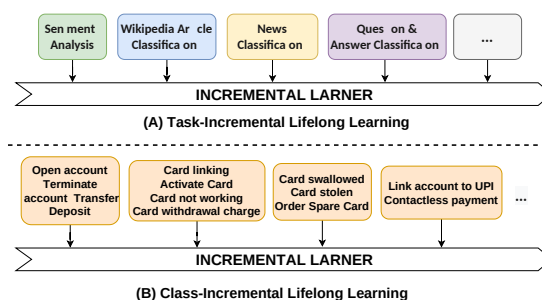 Sen ment
Analysis
Wikipedia Ar cle
Classifica on
News
Classifica on
Ques on &
Answer Classifica on
...
INCREMENTAL LARNER
(A) Task-Incremental Lifelong Learning
Open account
Terminate
account Transfer
Deposit
Card linking
Activate Card
Card not working
Card withdrawal charge
Card swallowed
Card stolen
Order Spare Card
Link account to UPI
Contactless payment
...
INCREMENTAL LARNER
(B) Class-Incremental Lifelong Learning